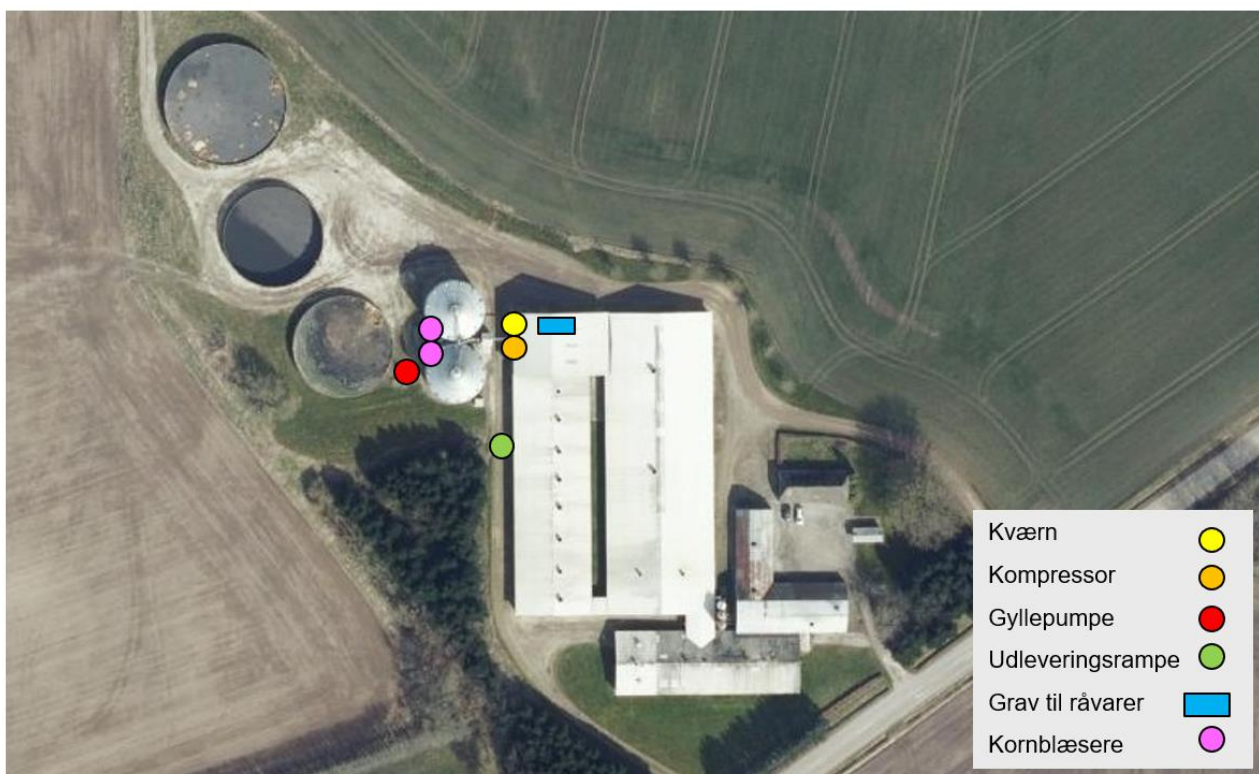 Kværn
Kompressor
Gyllepumpe
Udleveringsrampe
Grav til råvarer
Kornblæsere